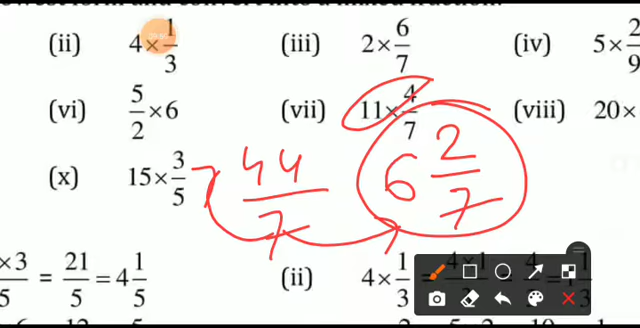 (ii) 4 × 1/3 (iii) 2 × 6/7 (iv) 5 × 2/9
(vi) 5/2 × 6 (vii) 11 × 4/7 (viii) 20 ×
(x) 15 × 3/5 44/7 6 2/7
× 3/5 = 21/5 = 4 1/5 (ii) 4 × 1/3 = 4 × 1